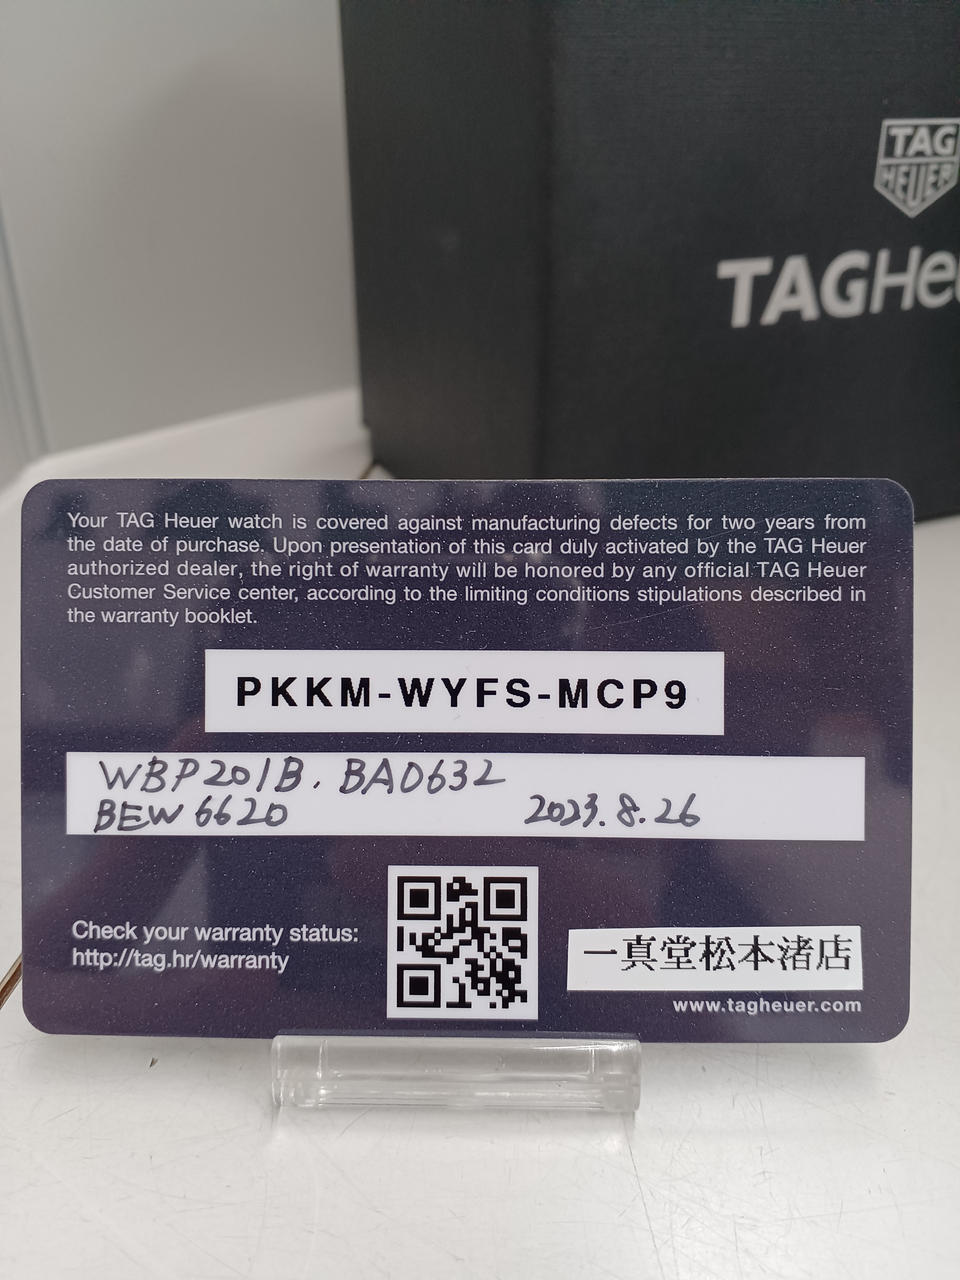 TAG
HEUER
TAGHeu
Your TAG Heuer watch is covered against manufacturing defects for two years from
the date of purchase. Upon presentation of this card duly activated by the TAG Heuer
authorized dealer, the right of warranty will be honored by any official TAG Heuer
Customer Service center, according to the limiting conditions stipulations described in
the warranty booklet.
PKKM-WYFS-MCP9
WBP201B. BA0632
BEW6620 2023.8.26
Check your warranty status:
http://tag.hr/warranty
一真堂松本渚店
www.tagheuer.com